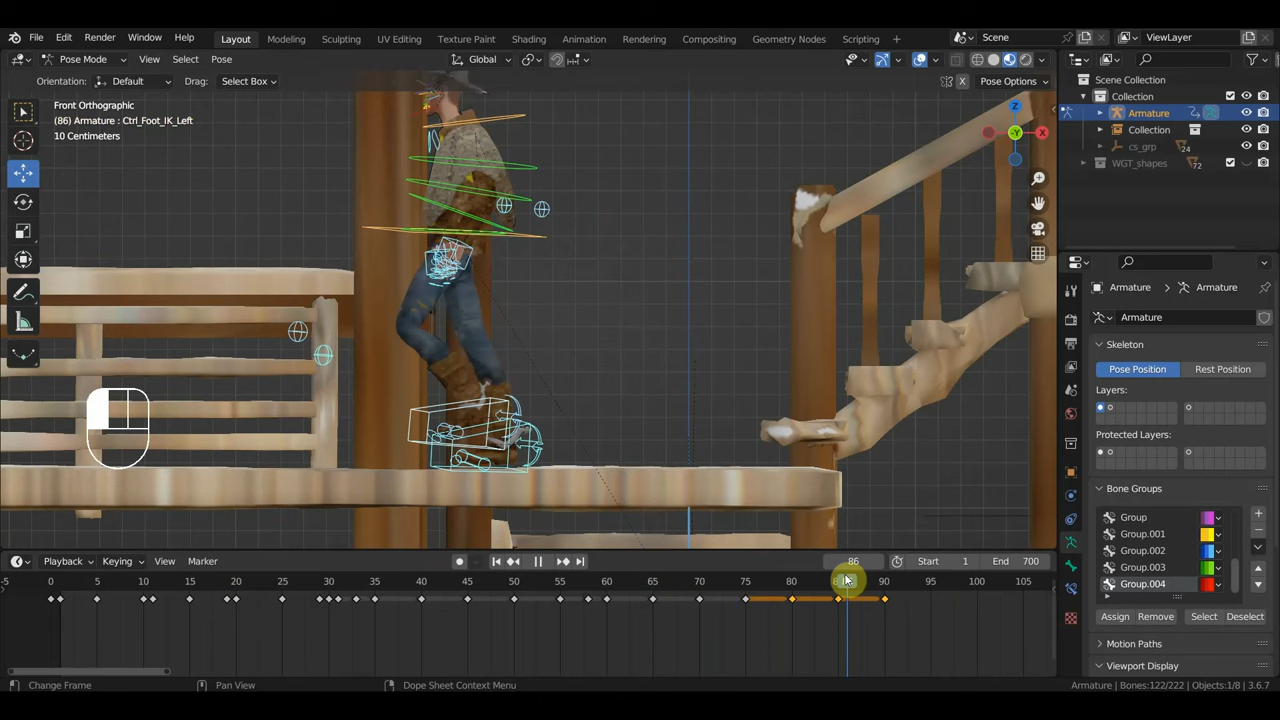 File Edit Render Window Help Layout Modeling Sculpting UV Editing Texture Paint Shading Animation Rendering Compositing Geometry Nodes Scripting + Scene ViewLayer
Pose Mode View Select Pose Global X Pose Options
Orientation: Default Drag: Select Box
Front Orthographic
(86) Armature : Ctrl_Foot_IK_Left
10 Centimeters
Z
-Y
X
Scene Collection
Collection
Armature
Collection
cs_grp 24
WGT_shapes 72
Armature > Armature
Armature
Skeleton
Pose Position Rest Position
Layers:
Protected Layers:
Bone Groups
Group
Group.001
Group.002
Group.003
Group.004
Assign Remove Select Deselect
Motion Paths
Viewport Display
Playback Keying View Marker 86 Start 1 End 700
-5 0 5 10 15 20 25 30 35 40 45 50 55 60 65 70 75 80 90 95 100 105
Change Frame Pan View Dope Sheet Context Menu Armature | Bones:122/222 | Objects:1/8 | 3.6.7